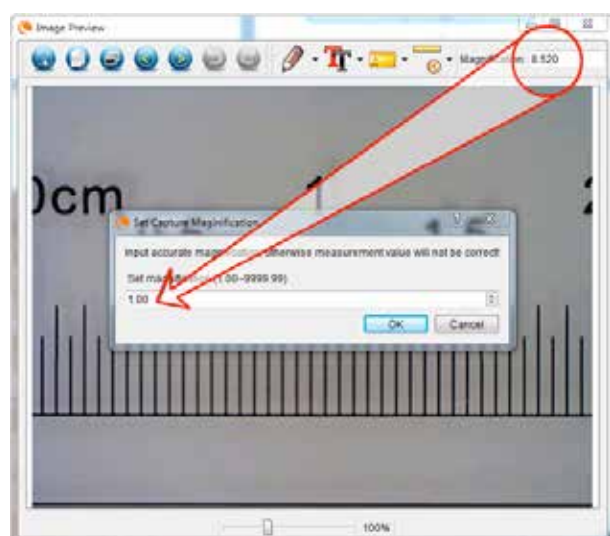 Image Preview
TT
Magnification: 8.520
0cm 1
Set Capture Magnification
Input accurate magnification, otherwise measurement value will not be correct
Set magnification (1.00~9999.99)
1.00
OK Cancel
100%